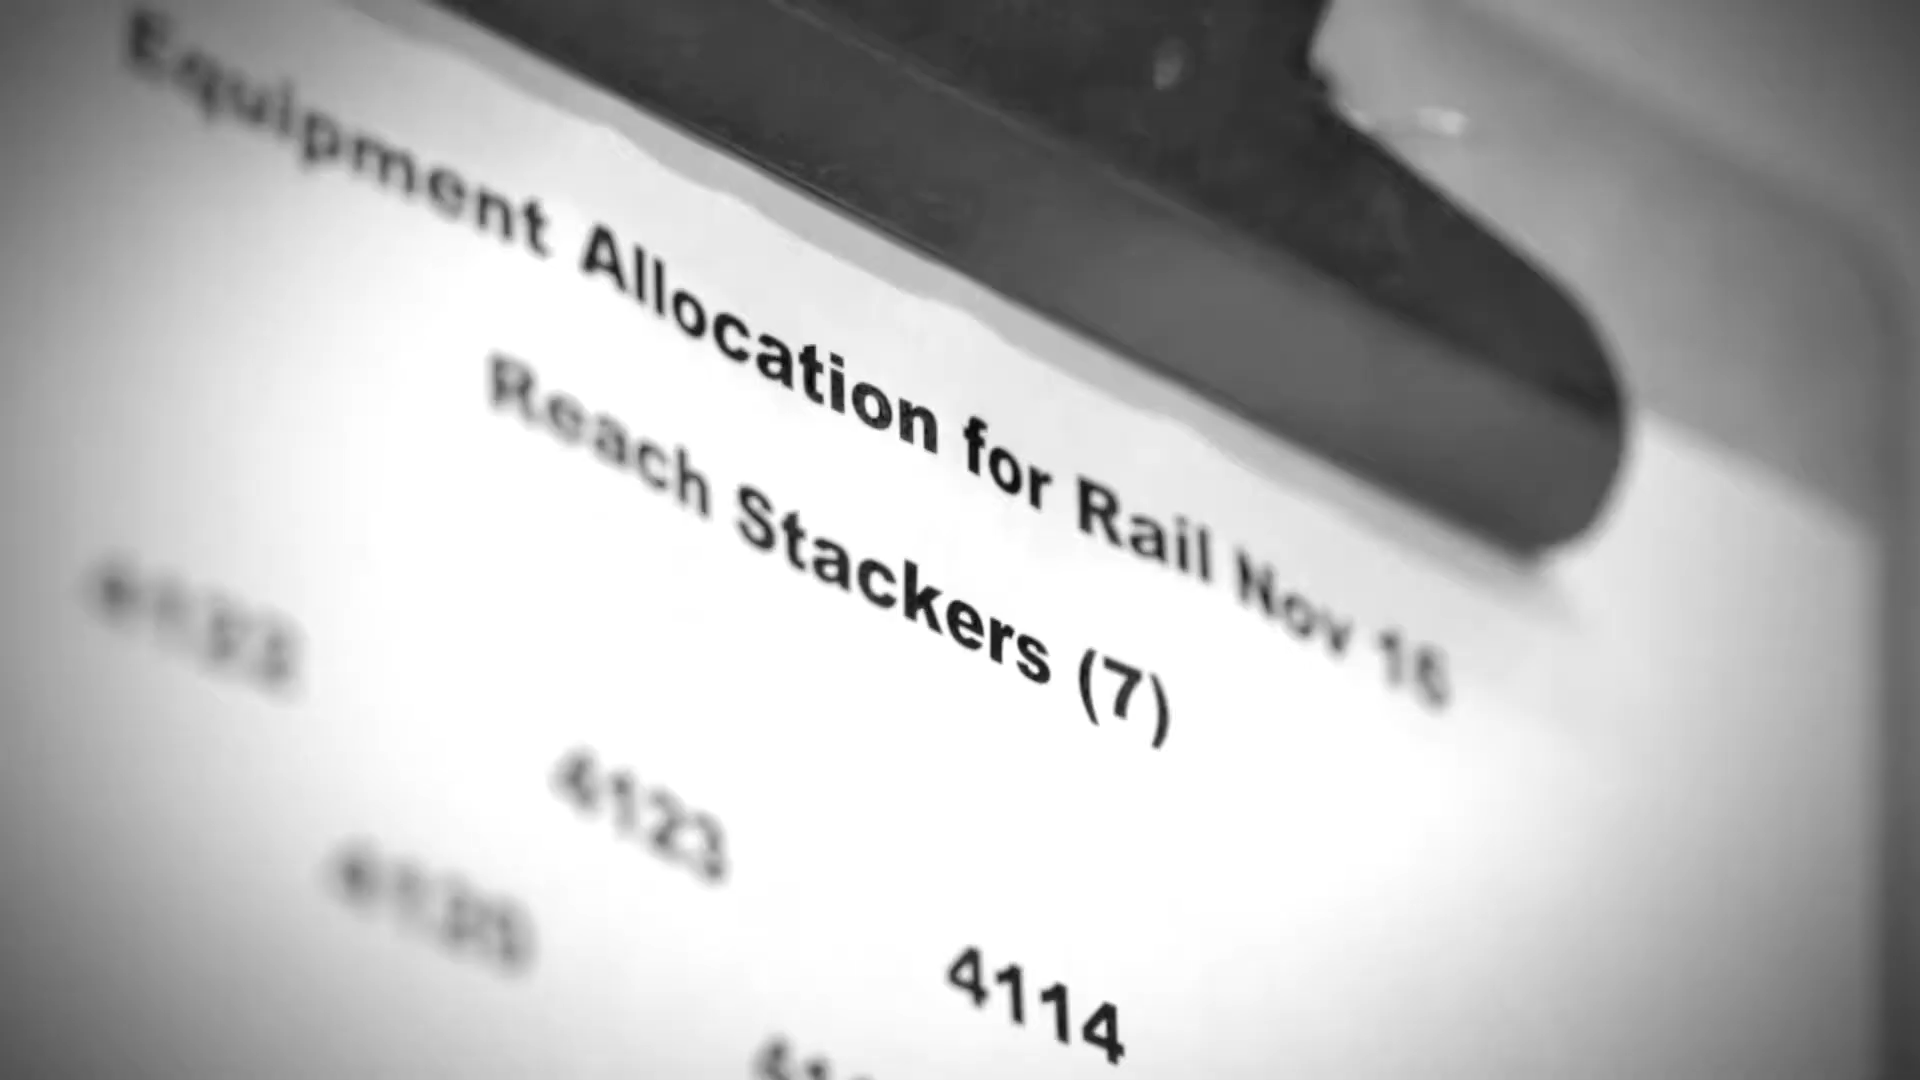 Equipment Allocation for Rail Nov 16
Reach Stackers (7)
4123 4114